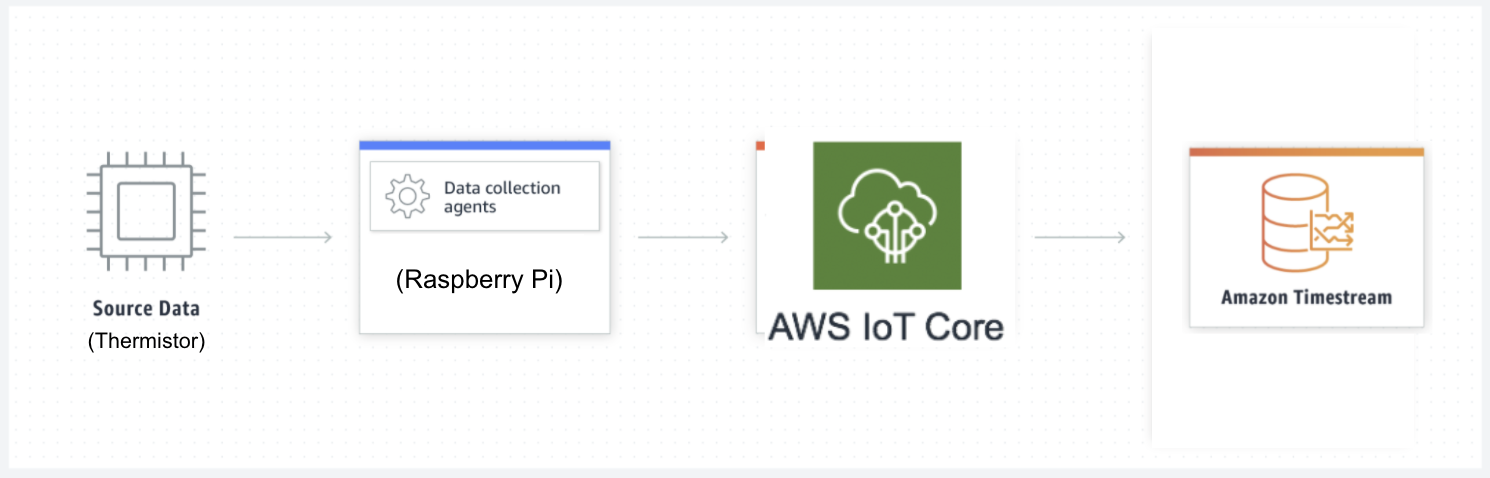 Source Data
(Thermistor)
Data collection
agents
(Raspberry Pi)
AWS IoT Core
Amazon Timestream